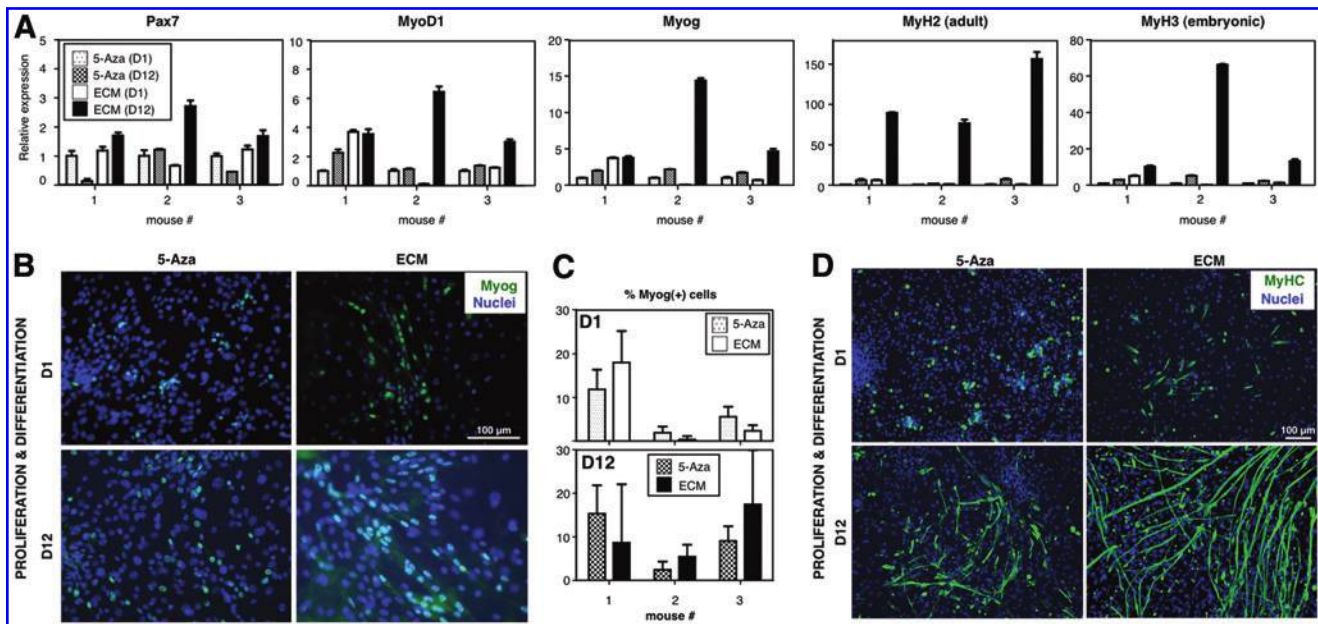 A
Pax7
MyoD1
Myog
MyH2 (adult)
MyH3 (embryonic)
Relative expression
5
4
3
2
1
0
5-Aza (D1)
5-Aza (D12)
ECM (D1)
ECM (D12)
1 2 3
mouse #
10
8
6
4
2
0
1 2 3
mouse #
20
15
10
5
0
1 2 3
mouse #
150
100
50
0
1 2 3
mouse #
80
60
40
20
0
1 2 3
mouse #
B
5-Aza
ECM
PROLIFERATION & DIFFERENTIATION
D1
D12
Myog
Nuclei
100 µm
C
% Myog(+) cells
30
20
10
0
D1
5-Aza
ECM
30
20
10
0
D12
5-Aza
ECM
1 2 3
mouse #
D
5-Aza
ECM
PROLIFERATION & DIFFERENTIATION
D1
D12
MyHC
Nuclei
100 µm